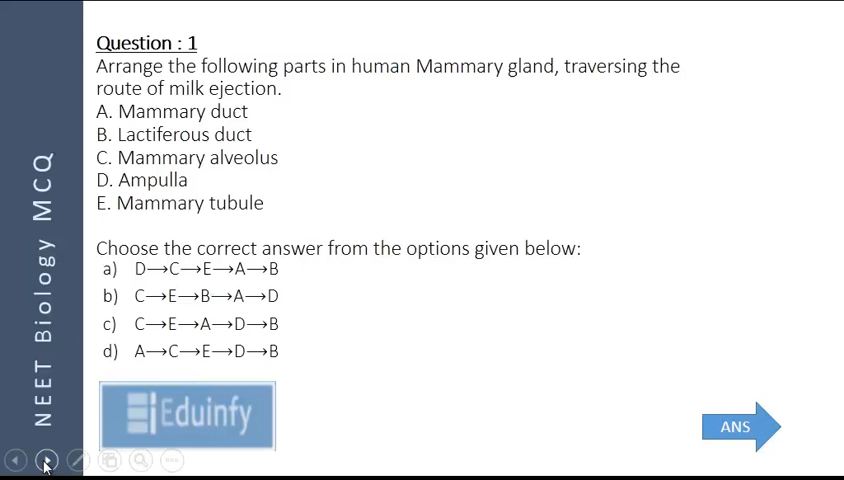 NEET Biology MCQ
Question : 1
Arrange the following parts in human Mammary gland, traversing the
route of milk ejection.
A. Mammary duct
B. Lactiferous duct
C. Mammary alveolus
D. Ampulla
E. Mammary tubule
Choose the correct answer from the options given below:
a) D→C→E→A→B
b) C→E→B→A→D
c) C→E→A→D→B
d) A→C→E→D→B
Eduinfy
ANS